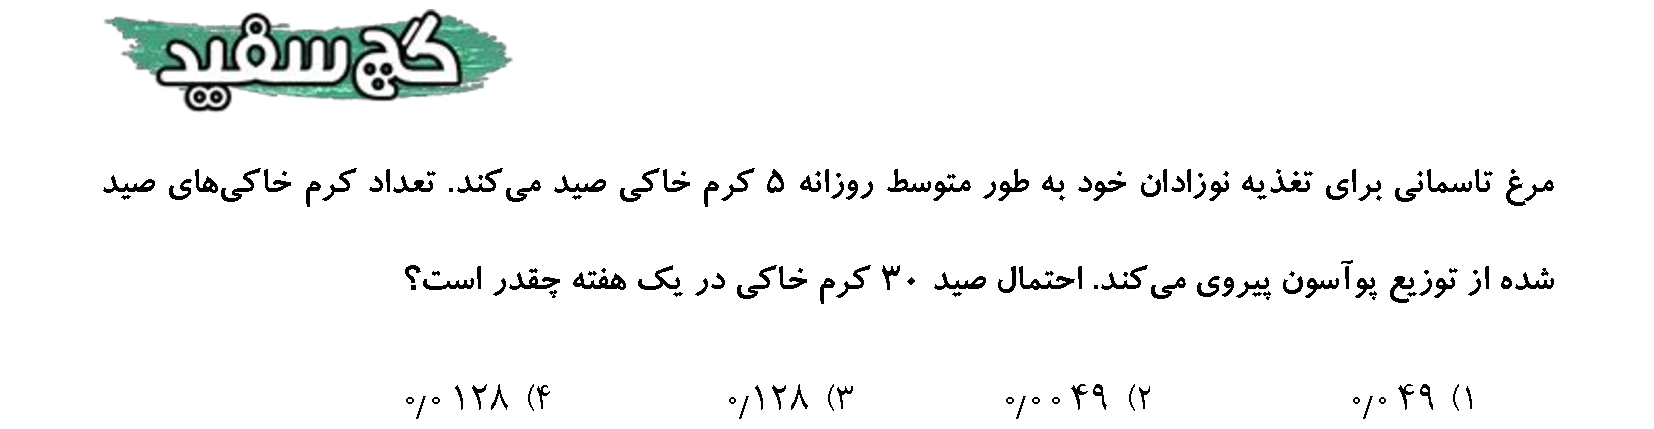 گچ سفید
مرغ تاسمانی برای تغذیه نوزادان خود به طور متوسط روزانه ۵ کرم خاکی صید می‌کند. تعداد کرم خاکی‌های صید
شده از توزیع پوآسون پیروی می‌کند. احتمال صید ۳۰ کرم خاکی در یک هفته چقدر است؟
۱) ۰/۰۴۹ ۲) ۰/۰۰۴۹ ۳) ۰/۱۲۸ ۴) ۰/۰۱۲۸